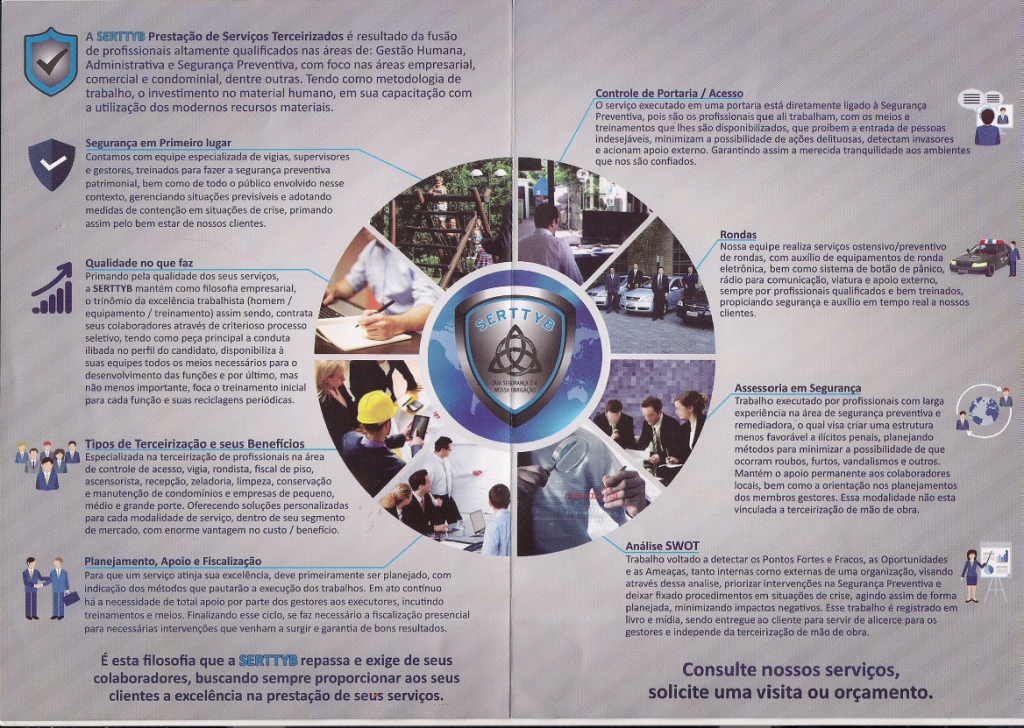 A SERTTYB Prestação de Serviços Terceirizados é resultado da fusão
de profissionais altamente qualificados nas áreas de: Gestão Humana,
Administrativa e Segurança Preventiva, com foco nas áreas empresarial,
comercial e condominial, dentre outras. Tendo como metodologia de
trabalho, o investimento no material humano, em sua capacitação com
a utilização dos modernos recursos materiais.
Segurança em Primeiro lugar
Contamos com equipe especializada de vigias, supervisores
e gestores, treinados para fazer a segurança preventiva
patrimonial, bem como de todo o público envolvido nesse
contexto, gerenciando situações previsiveis e adotando
medidas de contenção em situações de crise, primando
assim pelo bem estar de nossos clientes.
Qualidade no que faz
Primando pela qualidade dos seus serviços,
a SERTTYB mantém como filosofia empresarial,
o trinômio da excelência trabalhista (homem /
equipamento / treinamento) assim sendo, contrata
seus colaboradores através de criterioso processo
seletivo, tendo como peça principal a conduta
ilibada no perfil do candidato, disponibiliza à
suas equipes todos os meios necessários para o
desenvolvimento das funções e por último, mas
não menos importante, foca o treinamento inicial
para cada função e suas reciclagens periódicas.
Tipos de Terceirização e seus Benefícios
Especializada na terceirização de profissionais na área
de controle de acesso, vigia, rondista, fiscal de piso,
ascensorista, recepção, zeladoria, limpeza, conservação
e manutenção de condomínios e empresas de pequeno,
médio e grande porte. Oferecendo soluções personalizadas
para cada modalidade de serviço, dentro de seu segmento
de mercado, com enorme vantagem no custo / benefício.
Planejamento, Apoio e Fiscalização
Para que um serviço atinja sua excelência, deve primeiramente ser planejado, com
indicação dos métodos que pautarão a execução dos trabalhos. Em ato contínuo
há a necessidade de total apoio por parte dos gestores aos executores, incutindo
treinamentos e meios. Finalizando esse ciclo, se faz necessário a fiscalização presencial
para necessárias intervenções que venham a surgir e garantia de bons resultados.
É esta filosofia que a SERTTYB repassa e exige de seus
colaboradores, buscando sempre proporcionar aos seus
clientes a excelência na prestação de seus serviços.
SERTTYB
SUA SEGURANÇA E A
NOSSA OBRIGAÇÃO
Controle de Portaria / Acesso
O serviço executado em uma portaria está diretamente ligado à Segurança
Preventiva, pois são os profissionais que ali trabalham, com os meios e
treinamentos que lhes são disponibilizados, que proíbem a entrada de pessoas
indesejáveis, minimizam a possibilidade de ações delituosas, detectam invasores
e acionam apoio externo. Garantindo assim a merecida tranquilidade aos ambientes
que nos são confiados.
Rondas
Nossa equipe realiza serviços ostensivo/preventivo
de rondas, com auxílio de equipamentos de ronda
eletrônica, bem como sistema de botão de pânico,
rádio para comunicação, viatura e apoio externo,
sempre por profissionais qualificados e bem treinados,
propiciando segurança e auxílio em tempo real a nossos
clientes.
Assessoria em Segurança
Trabalho executado por profissionais com larga
experiência na área de segurança preventiva e
remediadora, o qual visa criar uma estrutura
menos favorável a ilícitos penais, planejando
métodos para minimizar a possibilidade de que
ocorram roubos, furtos, vandalismos e outros.
Mantém o apoio permanente aos colaboradores
locais, bem como a orientação nos planejamentos
dos membros gestores. Essa modalidade não esta
vinculada a terceirização de mão de obra.
Análise SWOT
Trabalho voltado a detectar os Pontos Fortes e Fracos, as Oportunidades
e as Ameaças, tanto internas como externas de uma organização, visando
através dessa analise, priorizar intervenções na Segurança Preventiva e
deixar fixado procedimentos em situações de crise, agindo assim de forma
planejada, minimizando impactos negativos. Esse trabalho é registrado em
livro e mídia, sendo entregue ao cliente para servir de alicerce para os
gestores e independe da terceirização de mão de obra.
Consulte nossos serviços,
solicite uma visita ou orçamento.